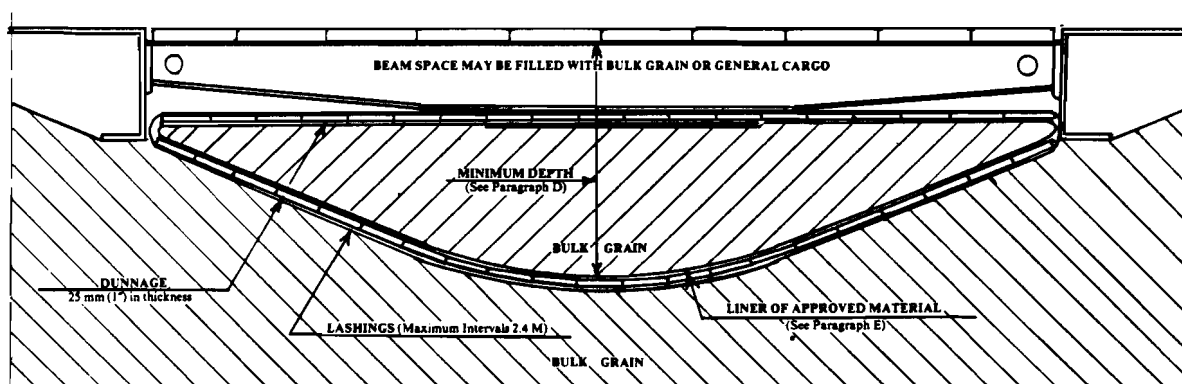 BEAM SPACE MAY BE FILLED WITH BULK GRAIN OR GENERAL CARGO
MINIMUM DEPTH
(See Paragraph D)
BULK GRAIN
DUNNAGE
25 mm (1") in thickness
LINER OF APPROVED MATERIAL
(See Paragraph E)
LASHINGS (Maximum Intervals 2.4 M)
BULK GRAIN